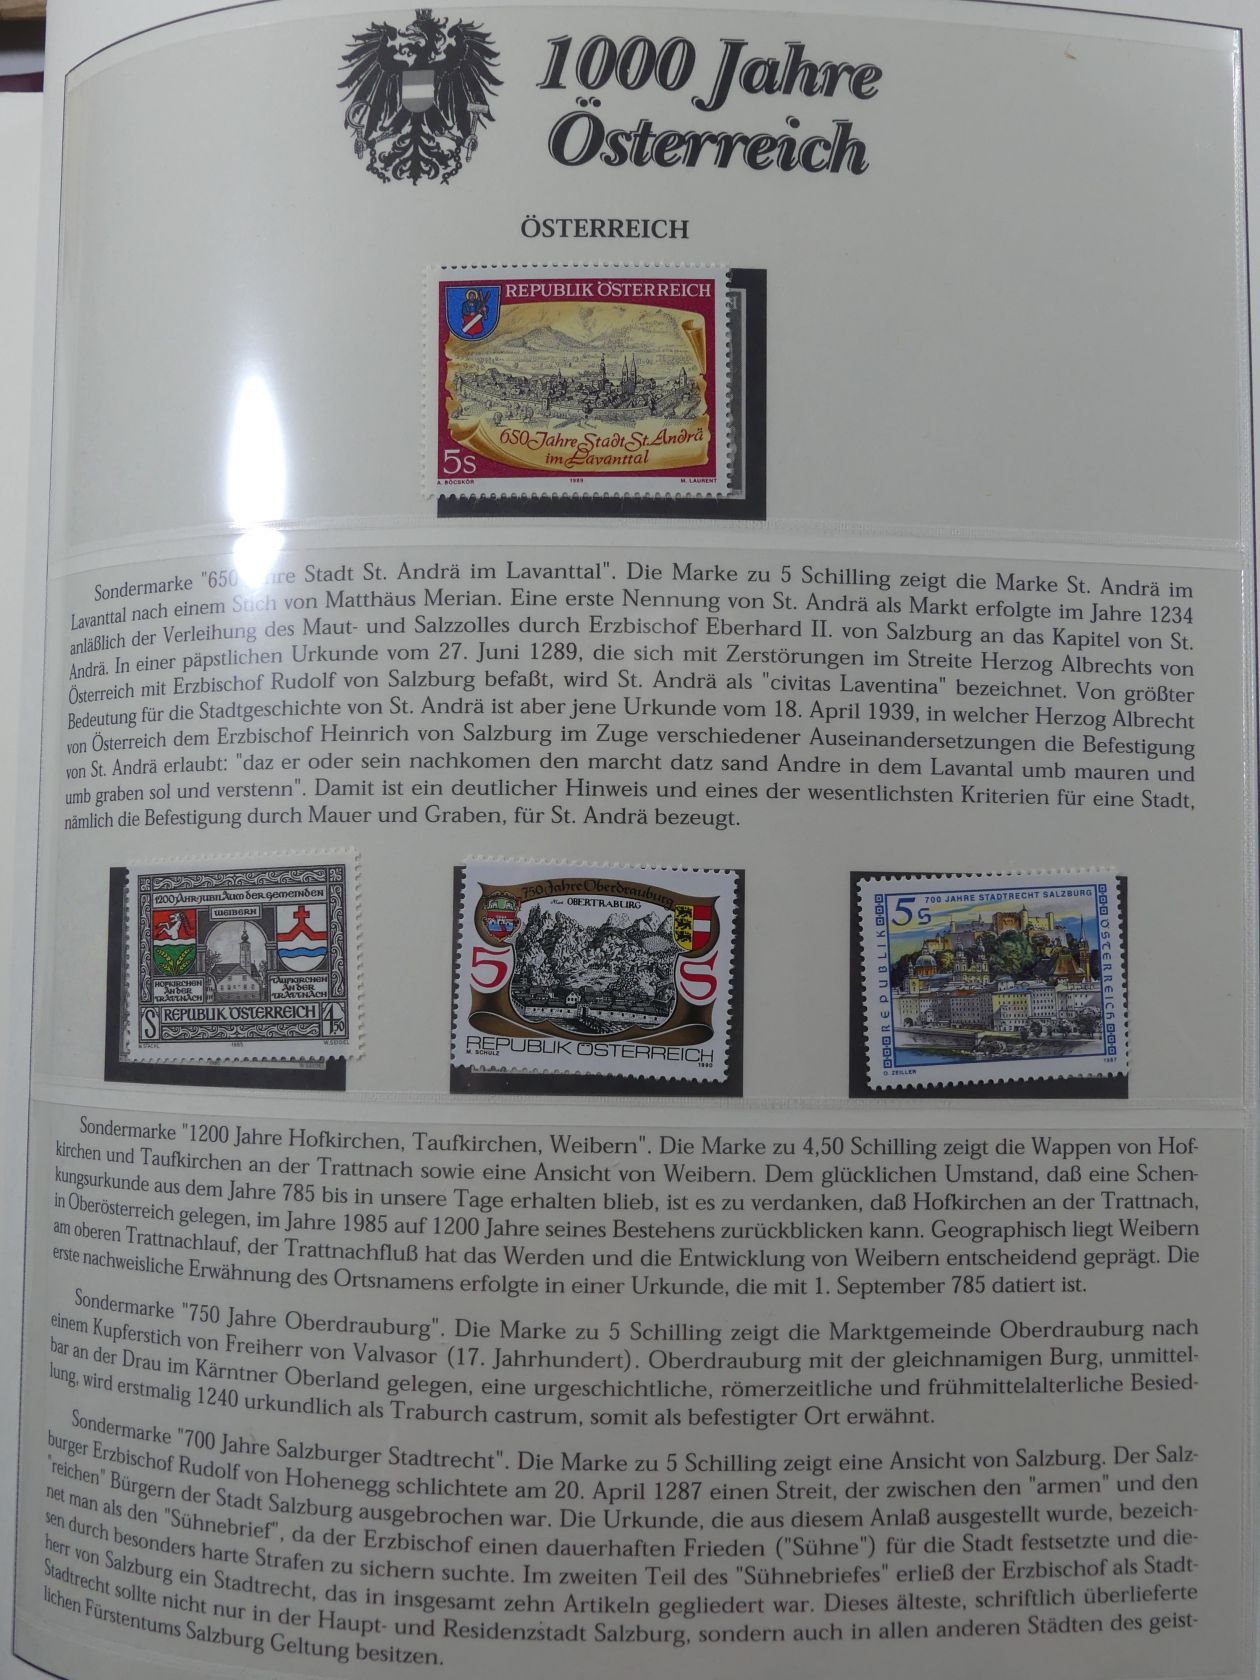 1000 Jahre
Österreich
ÖSTERREICH
REPUBLIK ÖSTERREICH
650 Jahre Stadt St. Andrä
im Lavanttal
5S
A. BÖCSKÖR 1989 M. LAURENT
Sondermarke "650 Jahre Stadt St. Andrä im Lavanttal". Die Marke zu 5 Schilling zeigt die Marke St. Andrä im
Lavanttal nach einem Stich von Matthäus Merian. Eine erste Nennung von St. Andrä als Markt erfolgte im Jahre 1234
anläßlich der Verleihung des Maut- und Salzzolles durch Erzbischof Eberhard II. von Salzburg an das Kapitel von St.
Andrä. In einer päpstlichen Urkunde vom 27. Juni 1289, die sich mit Zerstörungen im Streite Herzog Albrechts von
Österreich mit Erzbischof Rudolf von Salzburg befaßt, wird St. Andrä als "civitas Laventina" bezeichnet. Von größter
Bedeutung für die Stadtgeschichte von St. Andrä ist aber jene Urkunde vom 18. April 1939, in welcher Herzog Albrecht
von Österreich dem Erzbischof Heinrich von Salzburg im Zuge verschiedener Auseinandersetzungen die Befestigung
von St. Andrä erlaubt: "daz er oder sein nachkomen den marcht datz sand Andre in dem Lavantal umb mauren und
umb graben sol und verstenn". Damit ist ein deutlicher Hinweis und eines der wesentlichsten Kriterien für eine Stadt,
nämlich die Befestigung durch Mauer und Graben, für St. Andrä bezeugt.
1200 JAHR JUBILÄUM DER GEMEINDEN
WEIBERN
HOFKIRCHEN
AN DER
TRATTNACH
TAUFKIRCHEN
AN DER
TRATTNACH
S REPUBLIK ÖSTERREICH 4,50
1985 W. SEIDEL
750 Jahre Oberdrauburg
OBERTRABURG
5 S
REPUBLIK ÖSTERREICH
M. SCHULZ 1990
5S 700 JAHRE STADTRECHT SALZBURG
REPUBLIK
ÖSTERREICH
O. ZEILLER 1987
Sondermarke "1200 Jahre Hofkirchen, Taufkirchen, Weibern". Die Marke zu 4,50 Schilling zeigt die Wappen von Hof-
kirchen und Taufkirchen an der Trattnach sowie eine Ansicht von Weibern. Dem glücklichen Umstand, daß eine Schen-
kungsurkunde aus dem Jahre 785 bis in unsere Tage erhalten blieb, ist es zu verdanken, daß Hofkirchen an der Trattnach,
in Oberösterreich gelegen, im Jahre 1985 auf 1200 Jahre seines Bestehens zurückblicken kann. Geographisch liegt Weibern
am oberen Trattnachlauf, der Trattnachfluß hat das Werden und die Entwicklung von Weibern entscheidend geprägt. Die
erste nachweisliche Erwähnung des Ortsnamens erfolgte in einer Urkunde, die mit 1. September 785 datiert ist.
Sondermarke "750 Jahre Oberdrauburg". Die Marke zu 5 Schilling zeigt die Marktgemeinde Oberdrauburg nach
einem Kupferstich von Freiherr von Valvasor (17. Jahrhundert). Oberdrauburg mit der gleichnamigen Burg, unmittel-
bar an der Drau im Kärntner Oberland gelegen, eine urgeschichtliche, römerzeitliche und frühmittelalterliche Besied-
lung, wird erstmalig 1240 urkundlich als Traburch castrum, somit als befestigter Ort erwähnt.
Sondermarke "700 Jahre Salzburger Stadtrecht". Die Marke zu 5 Schilling zeigt eine Ansicht von Salzburg. Der Salz-
burger Erzbischof Rudolf von Hohenegg schlichtete am 20. April 1287 einen Streit, der zwischen den "armen" und den
"reichen" Bürgern der Stadt Salzburg ausgebrochen war. Die Urkunde, die aus diesem Anlaß ausgestellt wurde, bezeich-
net man als den "Sühnebrief", da der Erzbischof einen dauerhaften Frieden ("Sühne") für die Stadt festsetzte und die-
sen durch besonders harte Strafen zu sichern suchte. Im zweiten Teil des "Sühnebriefes" erließ der Erzbischof als Stadt-
herr von Salzburg ein Stadtrecht, das in insgesamt zehn Artikeln gegliedert war. Dieses älteste, schriftlich überlieferte
Stadtrecht sollte nicht nur in der Haupt- und Residenzstadt Salzburg, sondern auch in allen anderen Städten des geist-
lichen Fürstentums Salzburg Geltung besitzen.